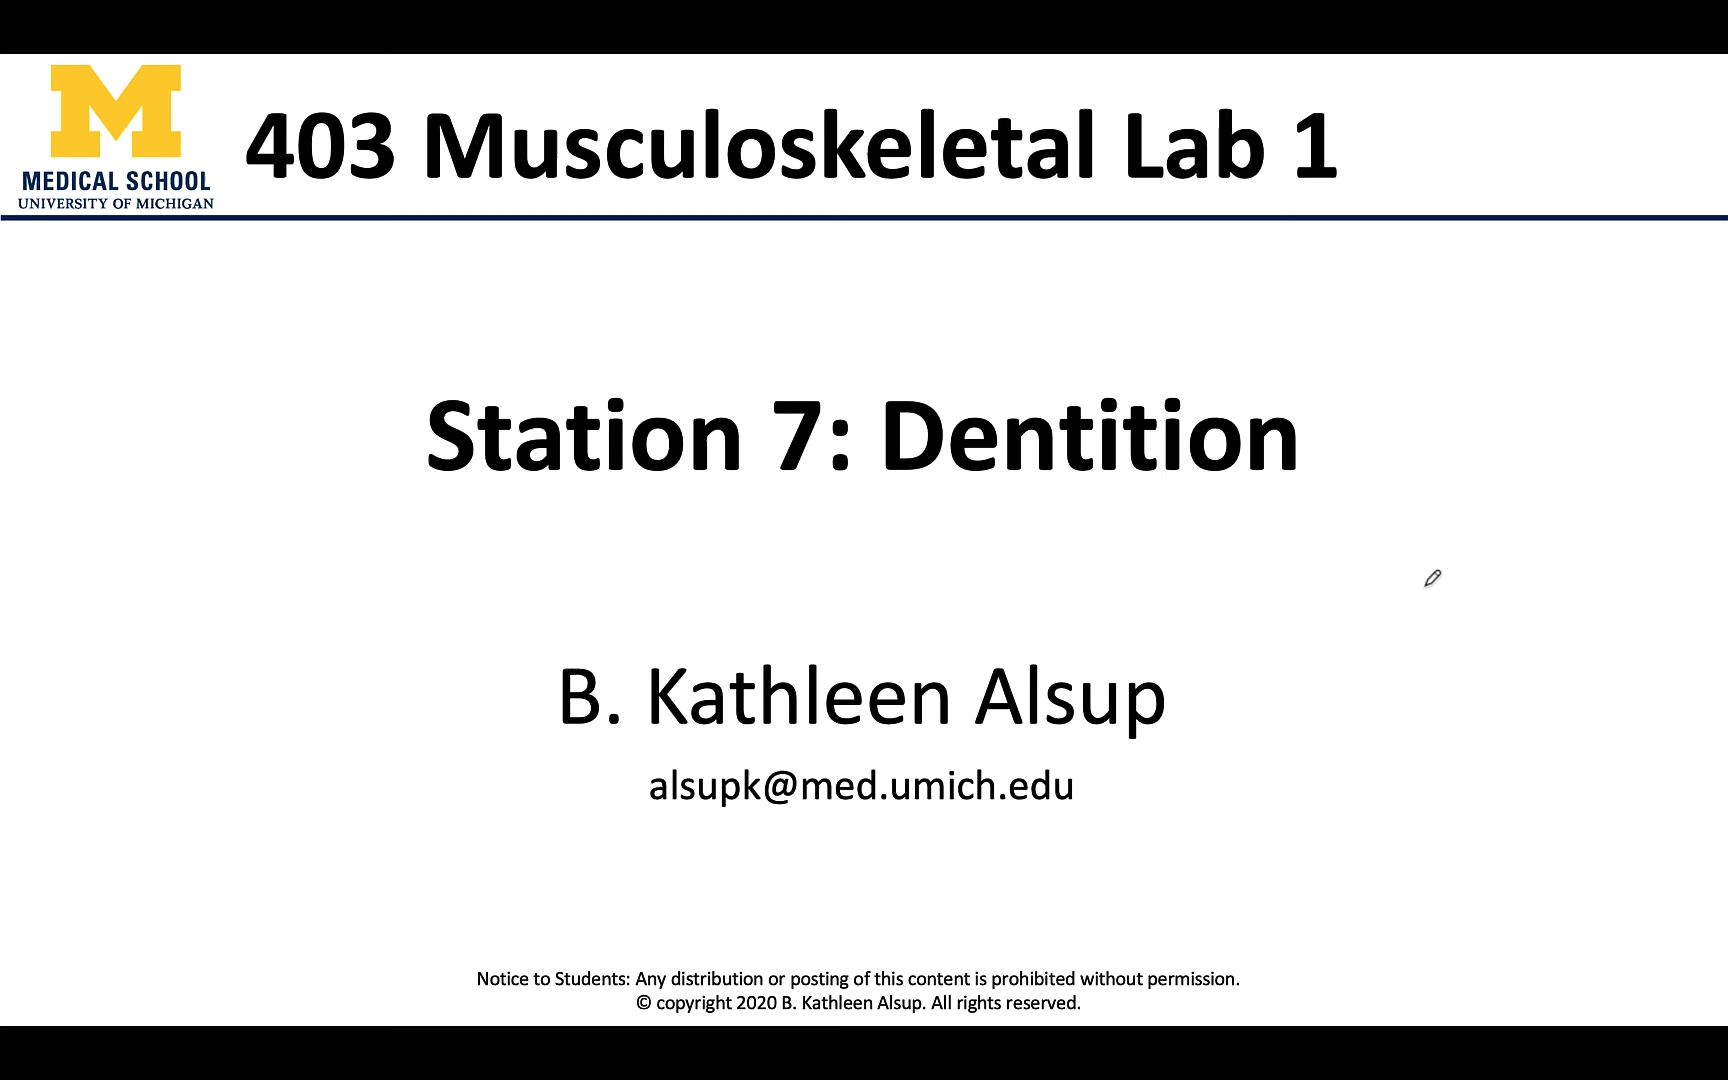 M
MEDICAL SCHOOL
UNIVERSITY OF MICHIGAN
403 Musculoskeletal Lab 1
Station 7: Dentition
B. Kathleen Alsup
alsupk@med.umich.edu
Notice to Students: Any distribution or posting of this content is prohibited without permission.
© copyright 2020 B. Kathleen Alsup. All rights reserved.